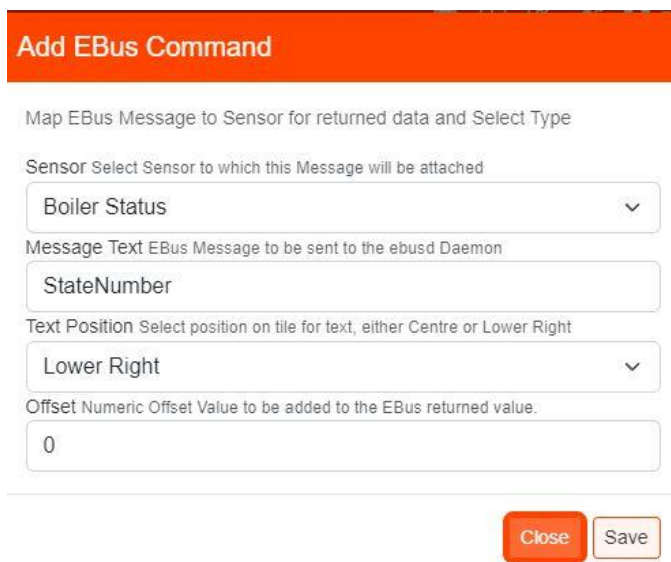 Add EBus Command
Map EBus Message to Sensor for returned data and Select Type
Sensor Select Sensor to which this Message will be attached
Boiler Status
Message Text EBus Message to be sent to the ebusd Daemon
StateNumber
Text Position Select position on tile for text, either Centre or Lower Right
Lower Right
Offset Numeric Offset Value to be added to the EBus returned value.
0
Close Save